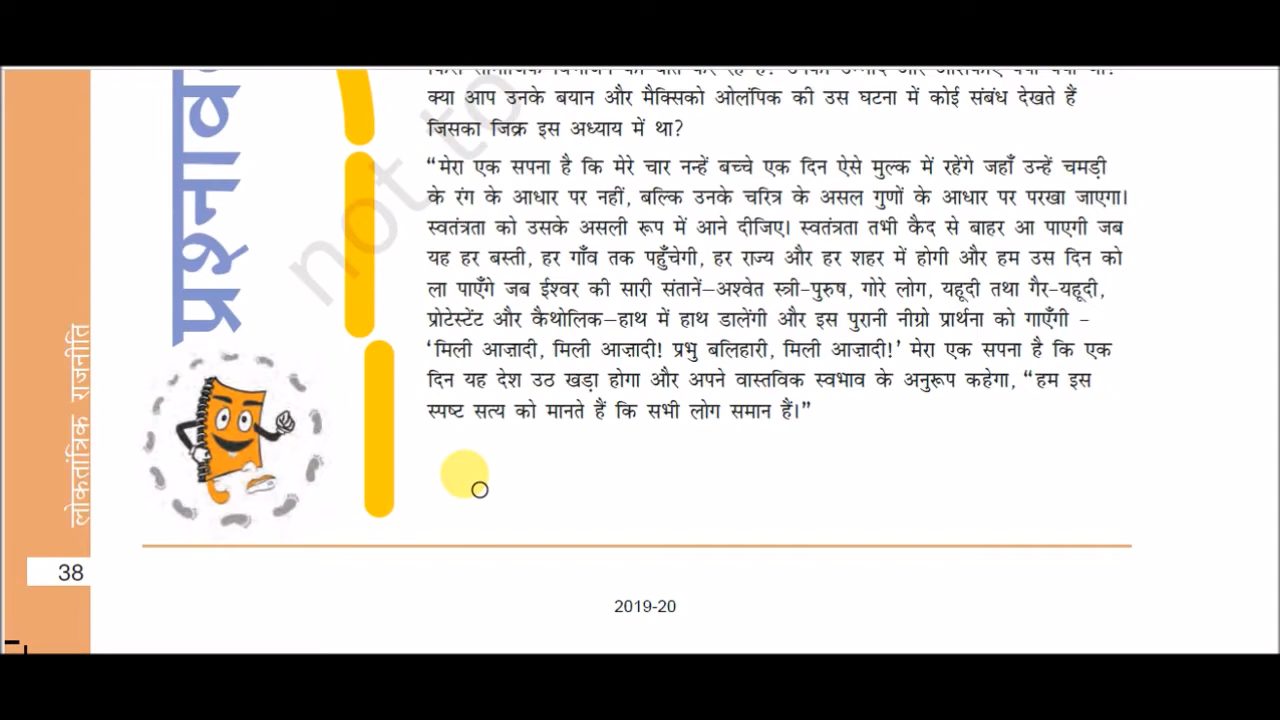 क्या आप उनके बयान और मैक्सिको ओलंपिक की उस घटना में कोई संबंध देखते हैं
जिसका जिक्र इस अध्याय में था?
“मेरा एक सपना है कि मेरे चार नन्हें बच्चे एक दिन ऐसे मुल्क में रहेंगे जहाँ उन्हें चमड़ी
के रंग के आधार पर नहीं, बल्कि उनके चरित्र के असल गुणों के आधार पर परखा जाएगा।
स्वतंत्रता को उसके असली रूप में आने दीजिए। स्वतंत्रता तभी कैद से बाहर आ पाएगी जब
यह हर बस्ती, हर गाँव तक पहुँचेगी, हर राज्य और हर शहर में होगी और हम उस दिन को
ला पाएँगे जब ईश्वर की सारी संतानें–अश्वेत स्त्री-पुरुष, गोरे लोग, यहूदी तथा गैर-यहूदी,
प्रोटेस्टेंट और कैथोलिक–हाथ में हाथ डालेंगी और इस पुरानी नीग्रो प्रार्थना को गाएँगी -
‘मिली आज़ादी, मिली आज़ादी! प्रभु बलिहारी, मिली आज़ादी!’ मेरा एक सपना है कि एक
दिन यह देश उठ खड़ा होगा और अपने वास्तविक स्वभाव के अनुरूप कहेगा, “हम इस
स्पष्ट सत्य को मानते हैं कि सभी लोग समान हैं।”
not to
लोकतांत्रिक राजनीति
38
2019-20